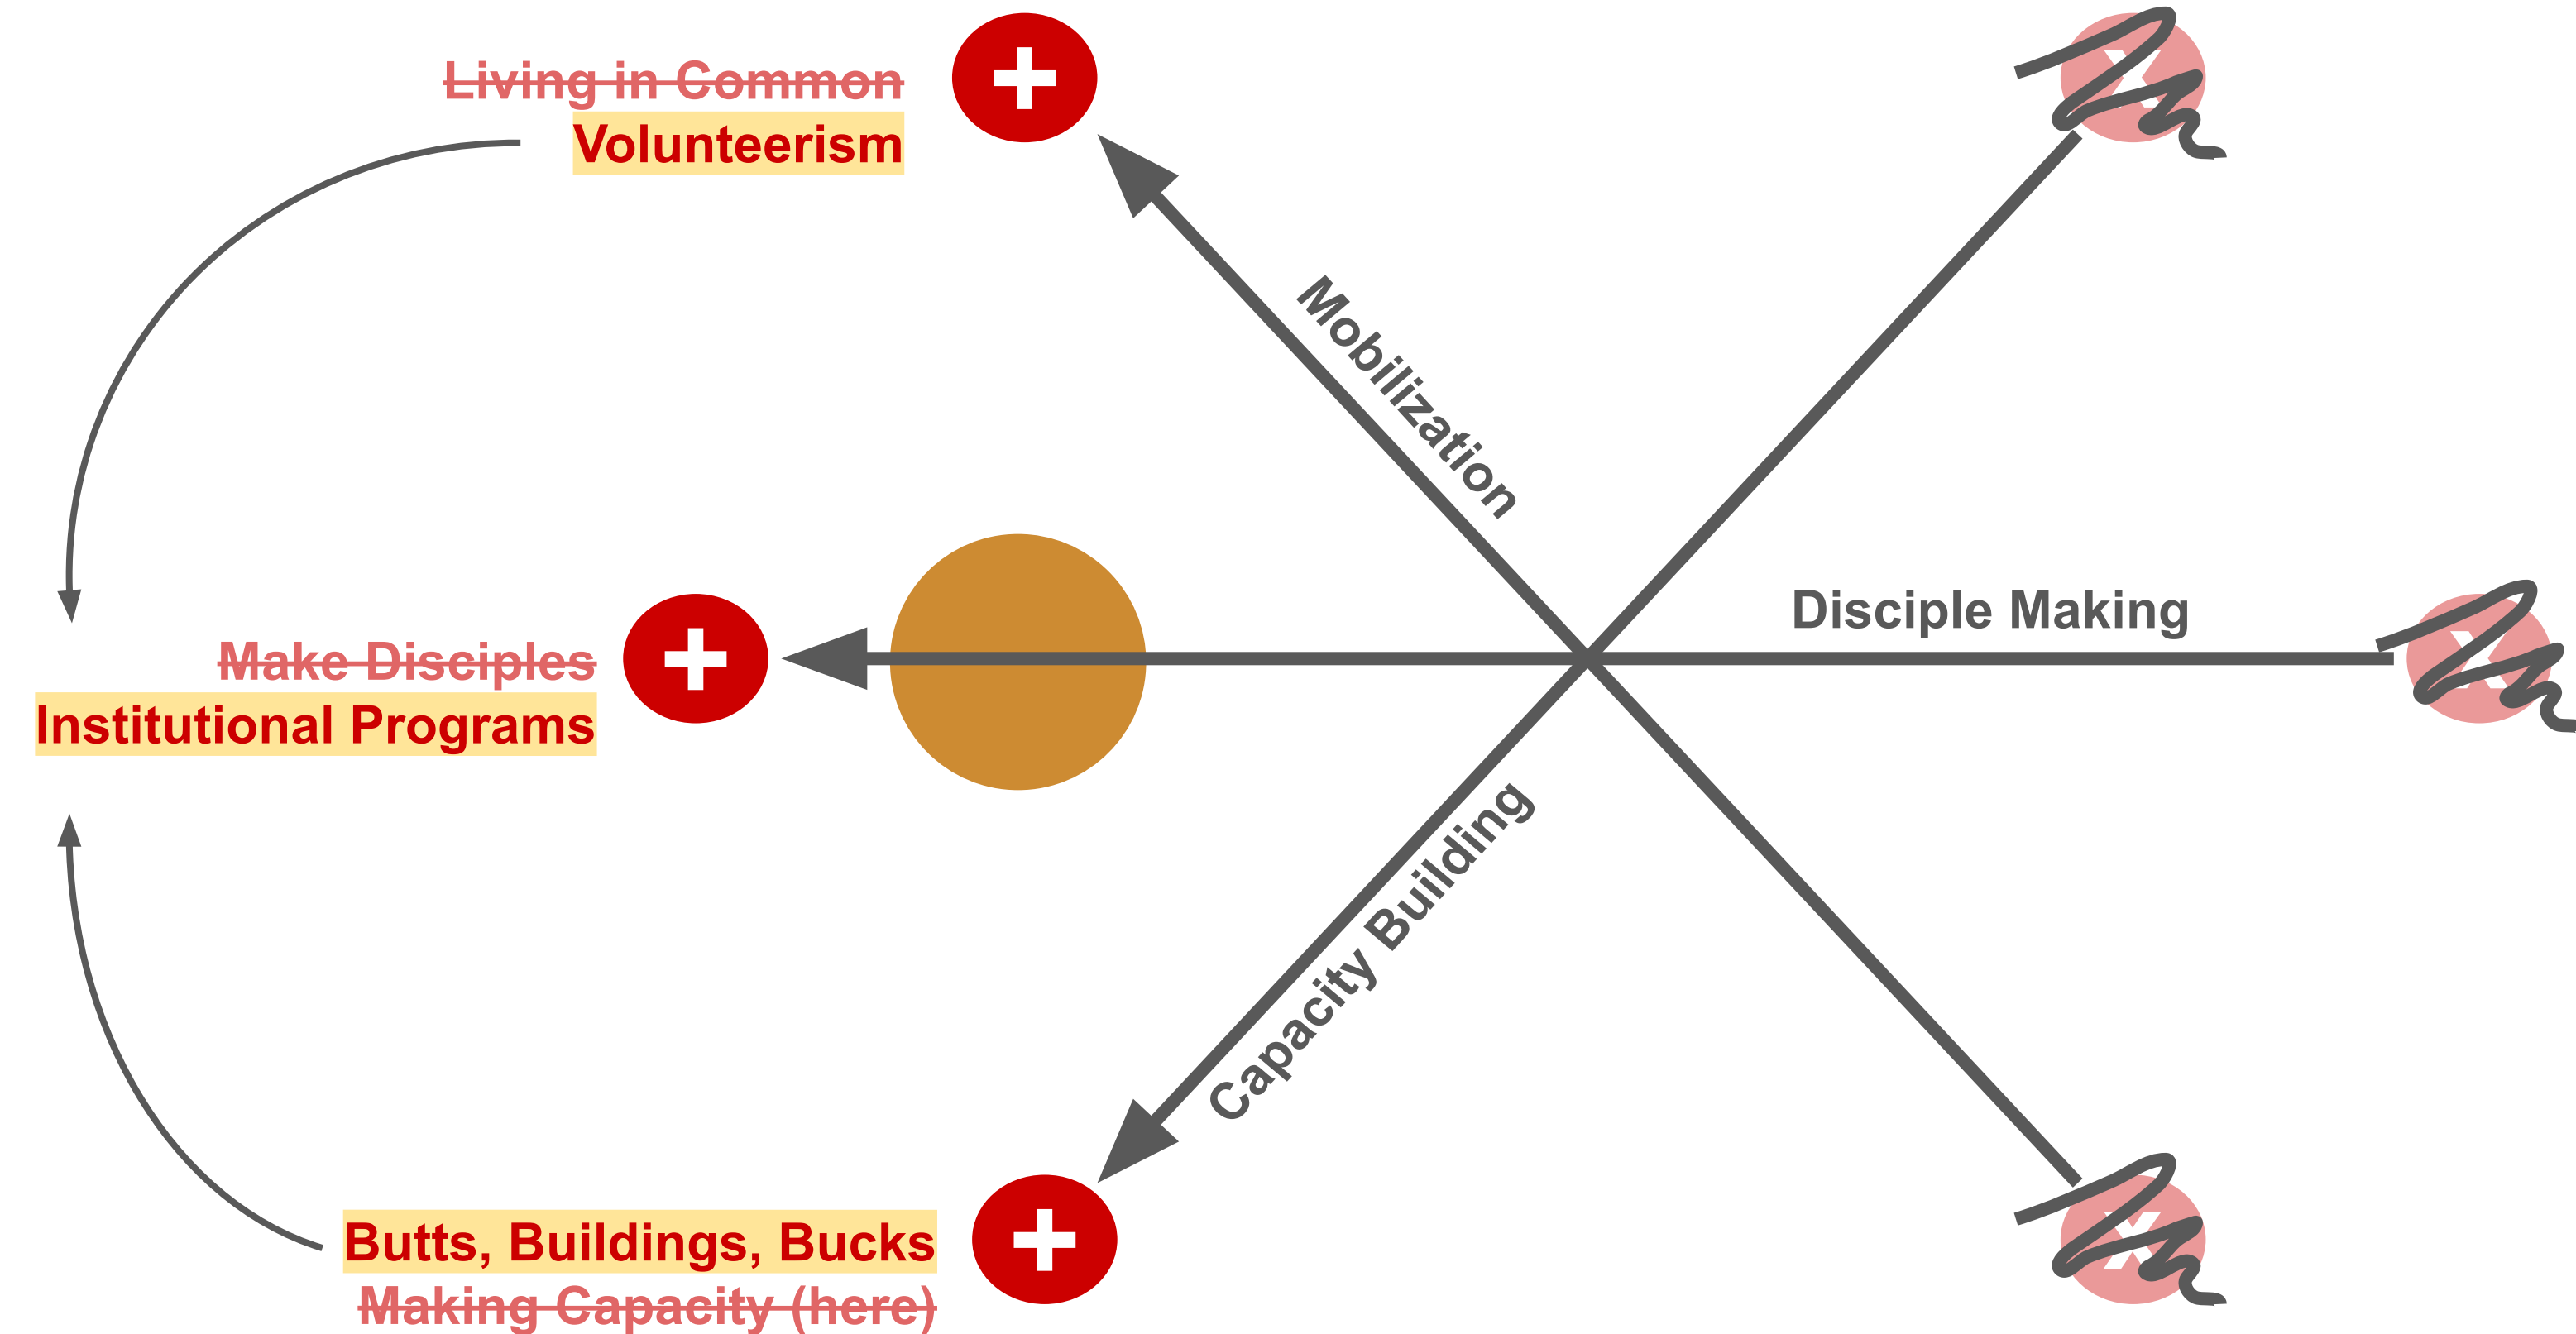 Living in Common
Volunteerism
Mobilization
Disciple Making
Make Disciples
Institutional Programs
Capacity Building
Butts, Buildings, Bucks
Making Capacity (here)